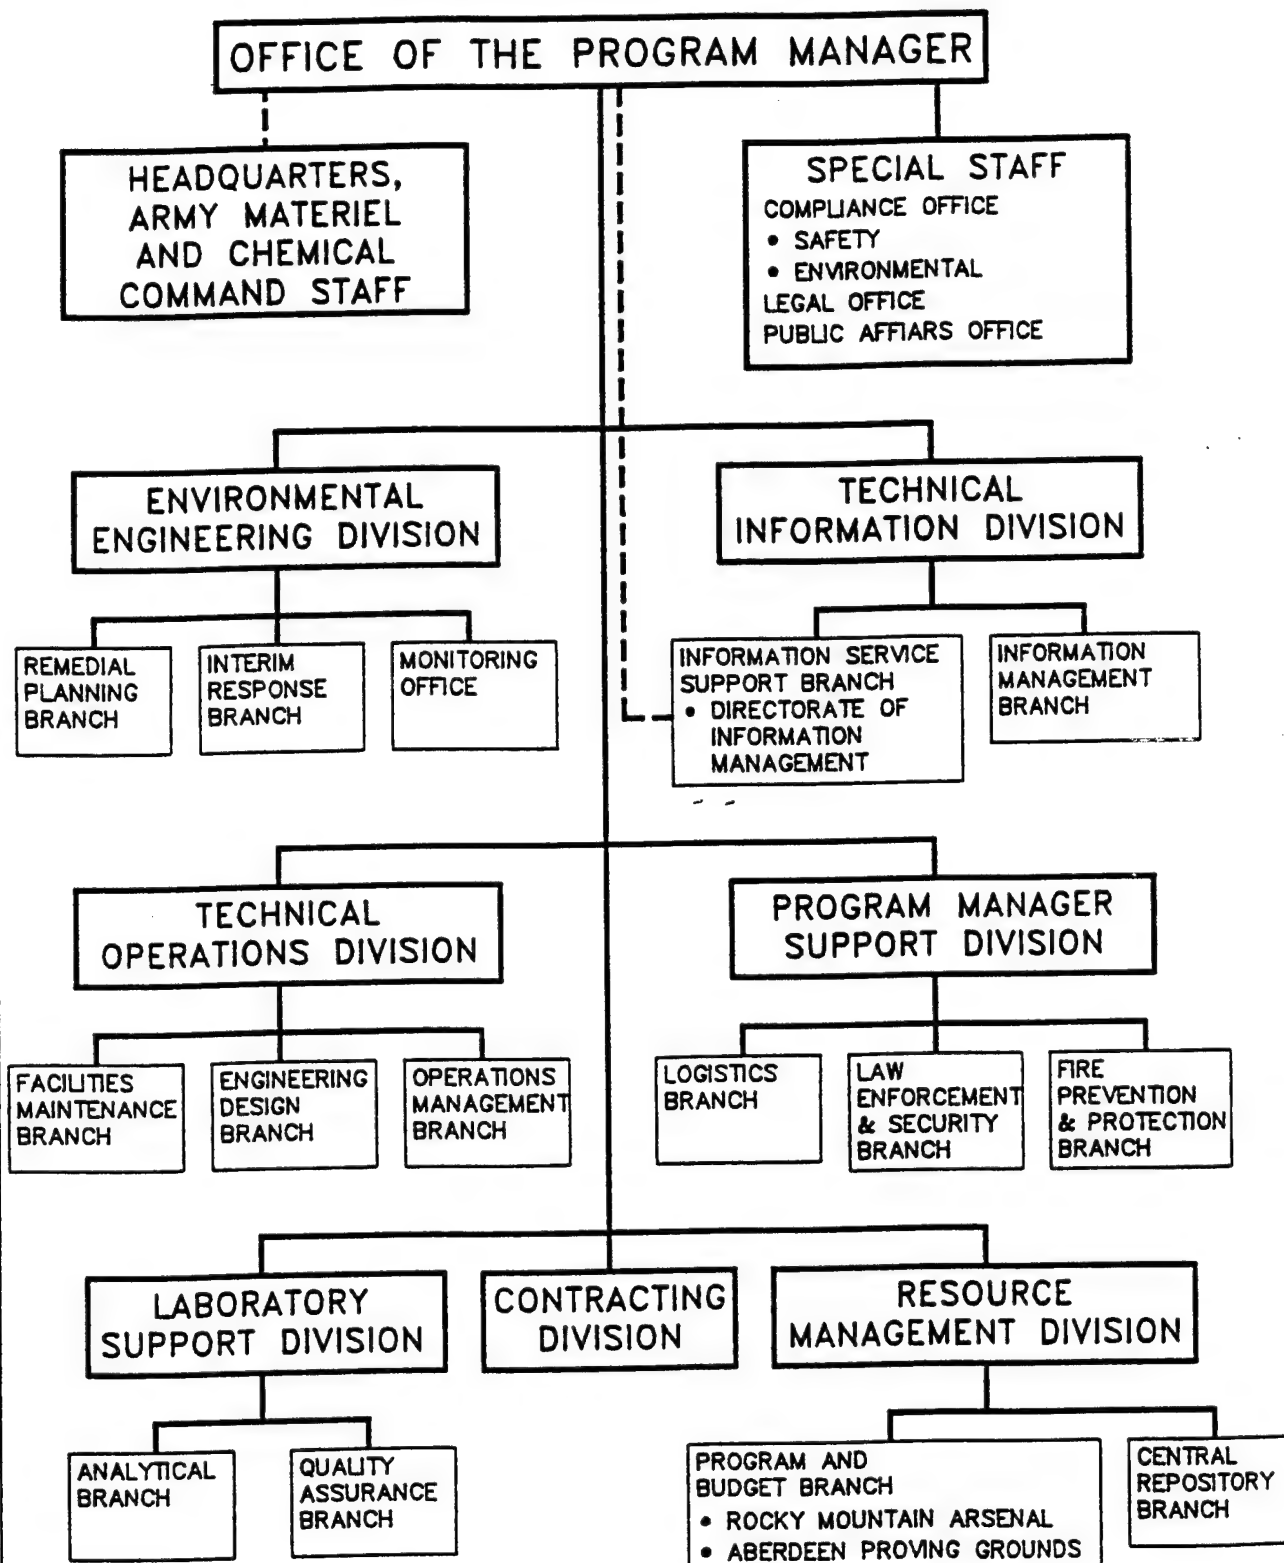 OFFICE OF THE PROGRAM MANAGER
HEADQUARTERS,
ARMY MATERIEL
AND CHEMICAL
COMMAND STAFF
SPECIAL STAFF
COMPLIANCE OFFICE
• SAFETY
• ENVIRONMENTAL
LEGAL OFFICE
PUBLIC AFFIARS OFFICE
ENVIRONMENTAL
ENGINEERING DIVISION
TECHNICAL
INFORMATION DIVISION
REMEDIAL
PLANNING
BRANCH
INTERIM
RESPONSE
BRANCH
MONITORING
OFFICE
INFORMATION SERVICE
SUPPORT BRANCH
• DIRECTORATE OF
INFORMATION
MANAGEMENT
INFORMATION
MANAGEMENT
BRANCH
TECHNICAL
OPERATIONS DIVISION
PROGRAM MANAGER
SUPPORT DIVISION
FACILITIES
MAINTENANCE
BRANCH
ENGINEERING
DESIGN
BRANCH
OPERATIONS
MANAGEMENT
BRANCH
LOGISTICS
BRANCH
LAW
ENFORCEMENT
& SECURITY
BRANCH
FIRE
PREVENTION
& PROTECTION
BRANCH
LABORATORY
SUPPORT DIVISION
CONTRACTING
DIVISION
RESOURCE
MANAGEMENT DIVISION
ANALYTICAL
BRANCH
QUALITY
ASSURANCE
BRANCH
PROGRAM AND
BUDGET BRANCH
• ROCKY MOUNTAIN ARSENAL
• ABERDEEN PROVING GROUNDS
CENTRAL
REPOSITORY
BRANCH